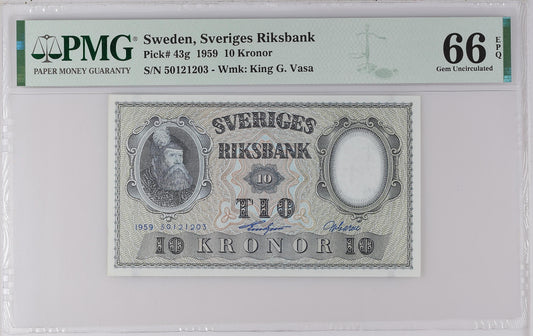 PMG
PAPER MONEY GUARANTY
Sweden, Sveriges Riksbank
Pick# 43g 1959 10 Kronor
S/N 50121203 - Wmk: King G. Vasa
66 EPQ
Gem Uncirculated
SVERIGES
RIKSBANK
10
TIO
1959 50121203
10 KRONOR 10